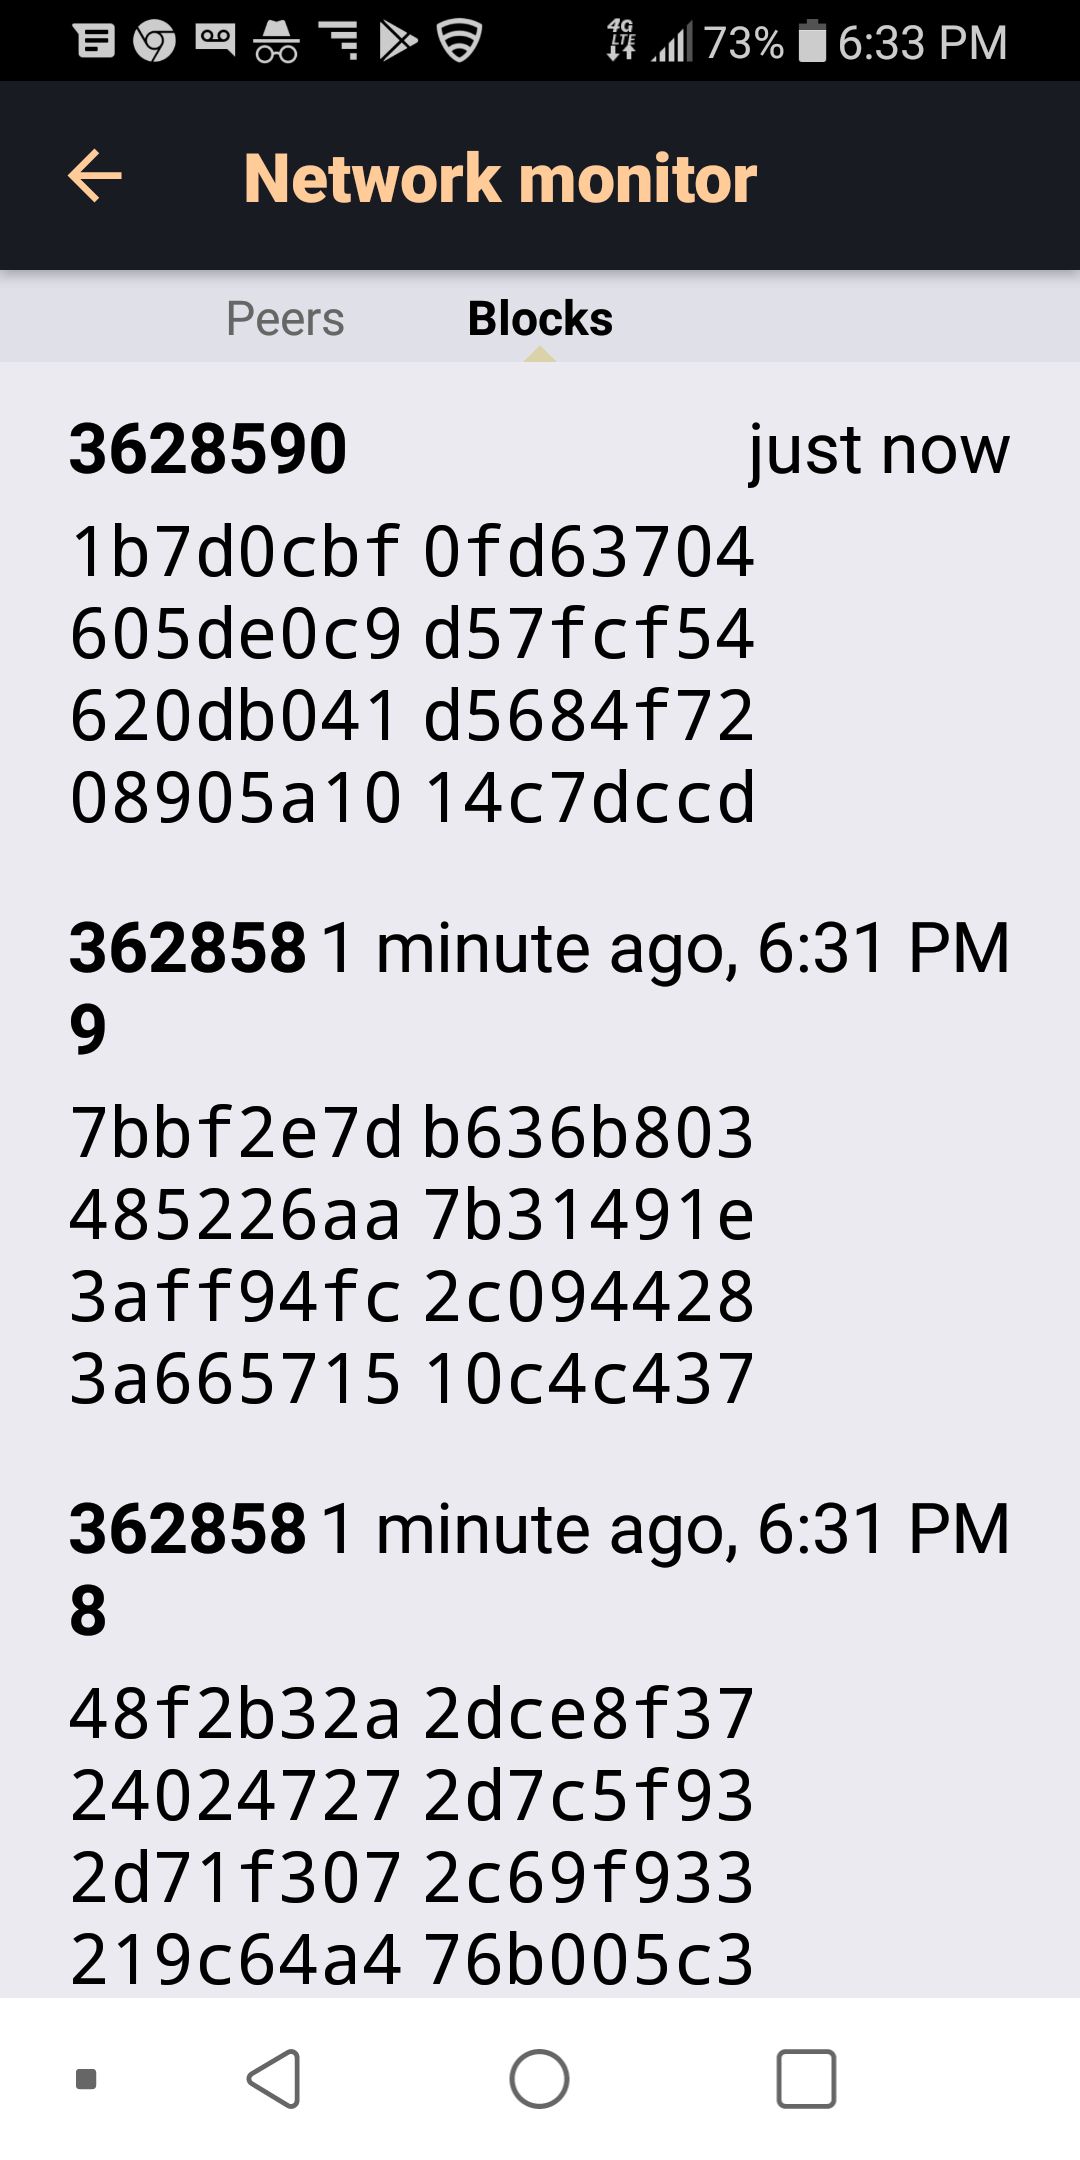 4G LTE 73% 6:33 PM
Network monitor
Peers Blocks
3628590 just now
1b7d0cbf 0fd63704
605de0c9 d57fcf54
620db041 d5684f72
08905a10 14c7dccd
362858 1 minute ago, 6:31 PM
9
7bbf2e7d b636b803
485226aa 7b31491e
3aff94fc 2c094428
3a665715 10c4c437
362858 1 minute ago, 6:31 PM
8
48f2b32a 2dce8f37
24024727 2d7c5f93
2d71f307 2c69f933
219c64a4 76b005c3